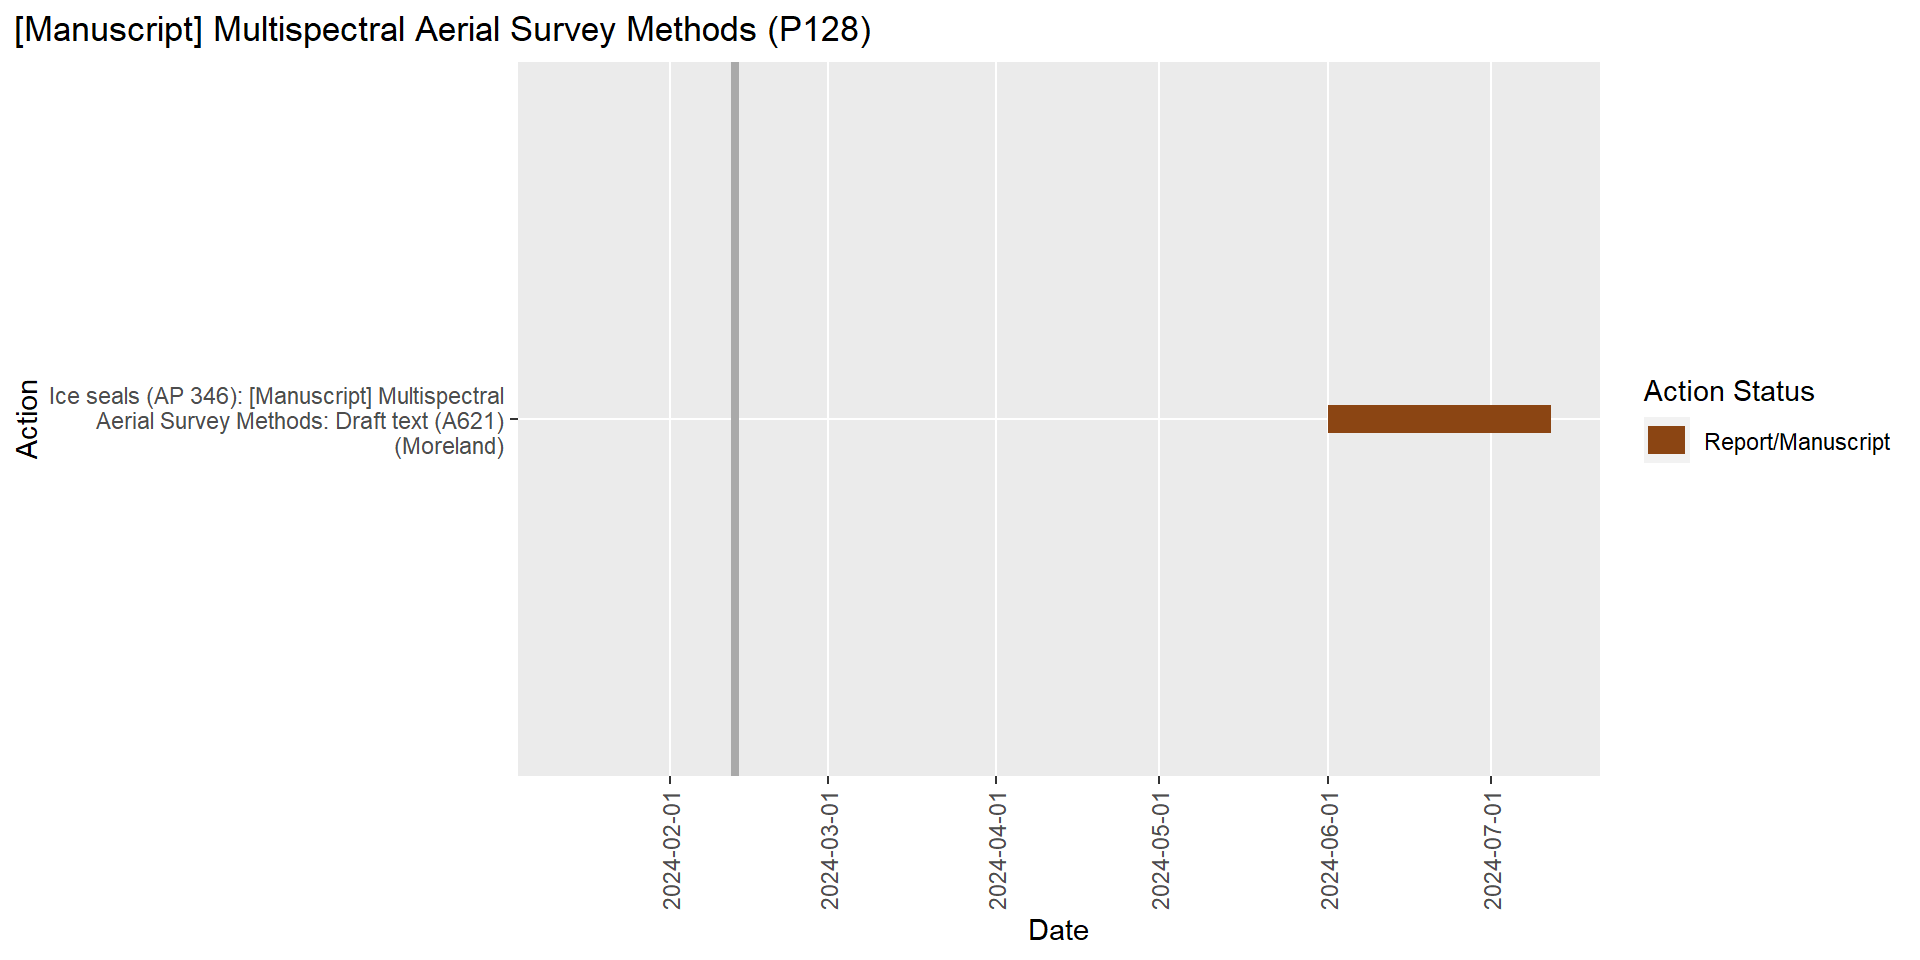 [Manuscript] Multispectral Aerial Survey Methods (P128)
Action
Ice seals (AP 346): [Manuscript] Multispectral
Aerial Survey Methods: Draft text (A621)
(Moreland)
Action Status
Report/Manuscript
2024-02-01
2024-03-01
2024-04-01
2024-05-01
2024-06-01
2024-07-01
Date